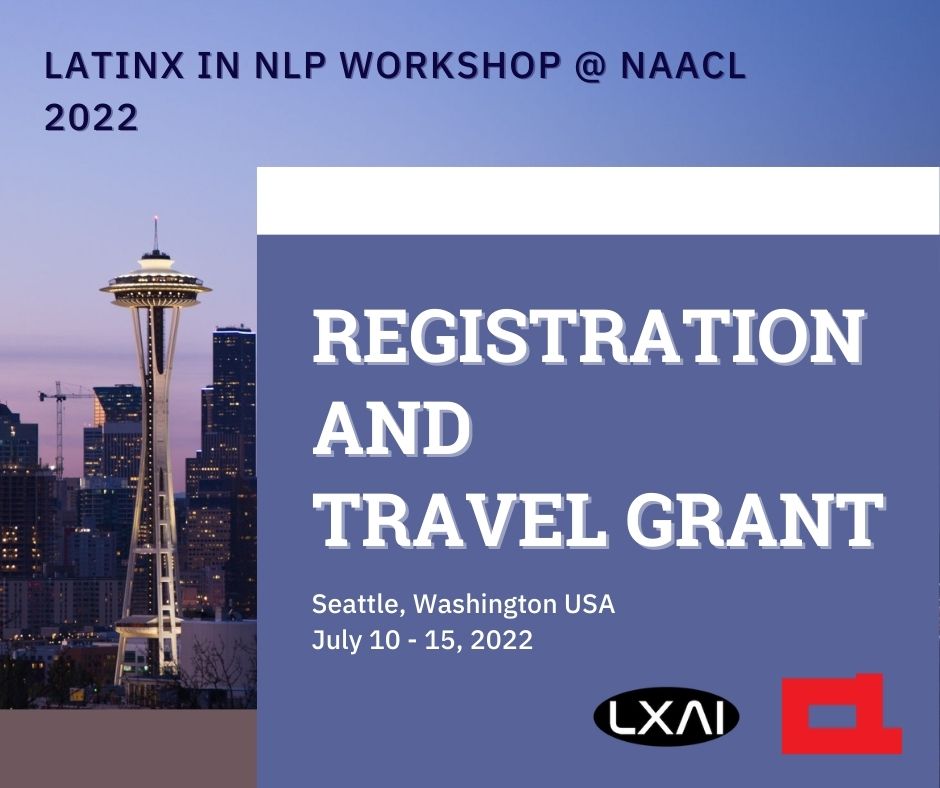 LATINX IN NLP WORKSHOP @ NAACL
2022
REGISTRATION
AND
TRAVEL GRANT
Seattle, Washington USA
July 10 - 15, 2022
LXAI